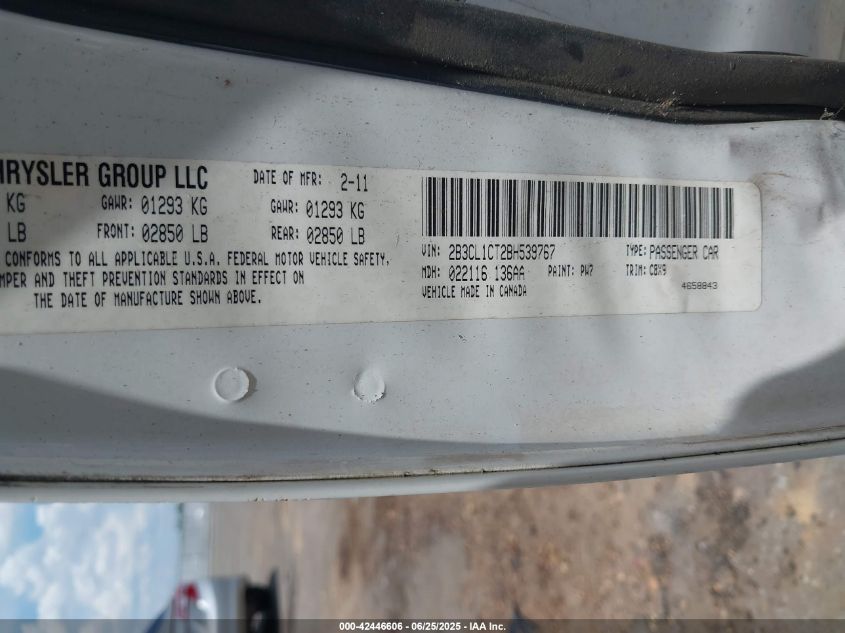 HRYSLER GROUP LLC DATE OF MFR: 2-11
KG GAWR: 01293 KG GAWR: 01293 KG
LB FRONT: 02850 LB REAR: 02850 LB
CONFORMS TO ALL APPLICABLE U.S.A. FEDERAL MOTOR VEHICLE SAFETY,
MPER AND THEFT PREVENTION STANDARDS IN EFFECT ON
THE DATE OF MANUFACTURE SHOWN ABOVE.
VIN: 2B3CL1CT2BH539767 TYPE: PASSENGER CAR
MDH: 022116 136AA PAINT: PW7 TRIM: CBX9
VEHICLE MADE IN CANADA 4658843
000-42446606 / 06/25/2025 - IAA Inc.